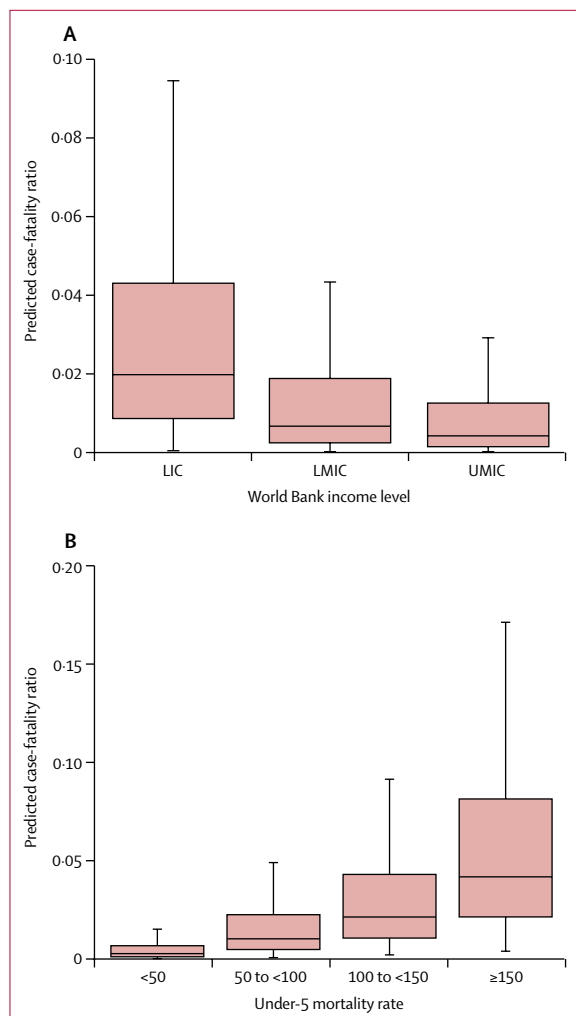 A
0·10
0·08
0·06
0·04
0·02
0
Predicted case-fatality ratio
LIC LMIC UMIC
World Bank income level
B
0·20
0·15
0·10
0·05
0
Predicted case-fatality ratio
<50 50 to <100 100 to <150 ≥150
Under-5 mortality rate